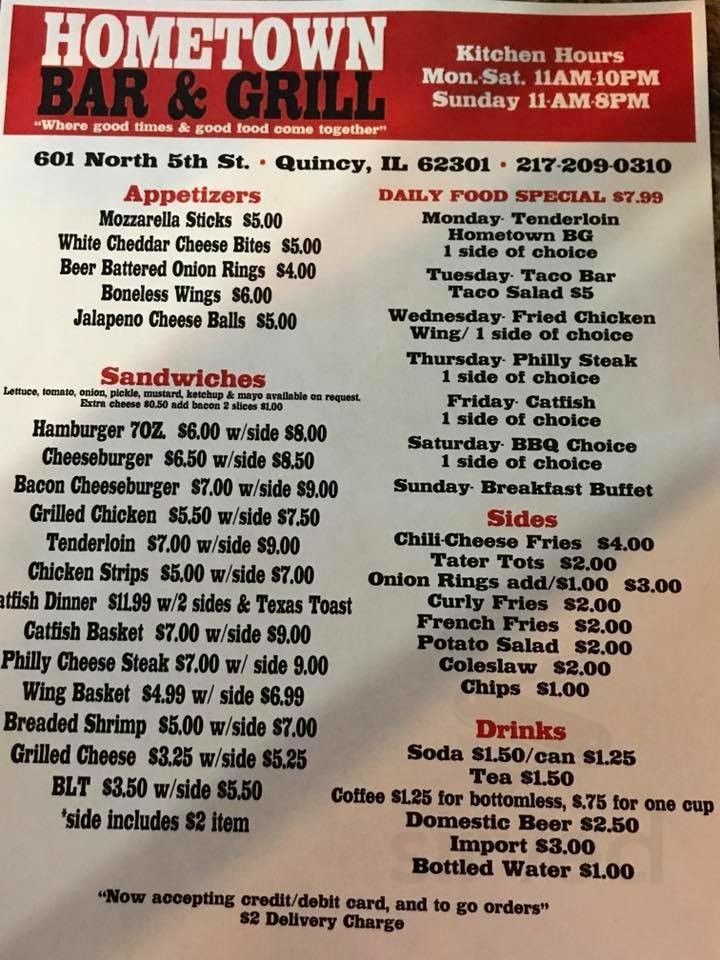 HOMETOWN
BAR & GRILL
"Where good times & good food come together"
Kitchen Hours
Mon.-Sat. 11AM-10PM
Sunday 11-AM-8PM
601 North 5th St. • Quincy, IL 62301 • 217-209-0310
Appetizers
Mozzarella Sticks $5.00
White Cheddar Cheese Bites $5.00
Beer Battered Onion Rings $4.00
Boneless Wings $6.00
Jalapeno Cheese Balls $5.00
Sandwiches
Lettuce, tomato, onion, pickle, mustard, ketchup & mayo available on request.
Extra cheese $0.50 add bacon 2 slices $1.00
Hamburger 7OZ. $6.00 w/side $8.00
Cheeseburger $6.50 w/side $8.50
Bacon Cheeseburger $7.00 w/side $9.00
Grilled Chicken $5.50 w/side $7.50
Tenderloin $7.00 w/side $9.00
Chicken Strips $5.00 w/side $7.00
atfish Dinner $11.99 w/2 sides & Texas Toast
Catfish Basket $7.00 w/side $9.00
Philly Cheese Steak $7.00 w/ side 9.00
Wing Basket $4.99 w/ side $6.99
Breaded Shrimp $5.00 w/side $7.00
Grilled Cheese $3.25 w/side $5.25
BLT $3.50 w/side $5.50
*side includes $2 item
DAILY FOOD SPECIAL $7.99
Monday- Tenderloin
Hometown BG
1 side of choice
Tuesday- Taco Bar
Taco Salad $5
Wednesday- Fried Chicken
Wing/ 1 side of choice
Thursday- Philly Steak
1 side of choice
Friday- Catfish
1 side of choice
Saturday- BBQ Choice
1 side of choice
Sunday- Breakfast Buffet
Sides
Chili-Cheese Fries $4.00
Tater Tots $2.00
Onion Rings add/$1.00 $3.00
Curly Fries $2.00
French Fries $2.00
Potato Salad $2.00
Coleslaw $2.00
Chips $1.00
Drinks
Soda $1.50/can $1.25
Tea $1.50
Coffee $1.25 for bottomless, $.75 for one cup
Domestic Beer $2.50
Import $3.00
Bottled Water $1.00
"Now accepting credit/debit card, and to go orders"
$2 Delivery Charge